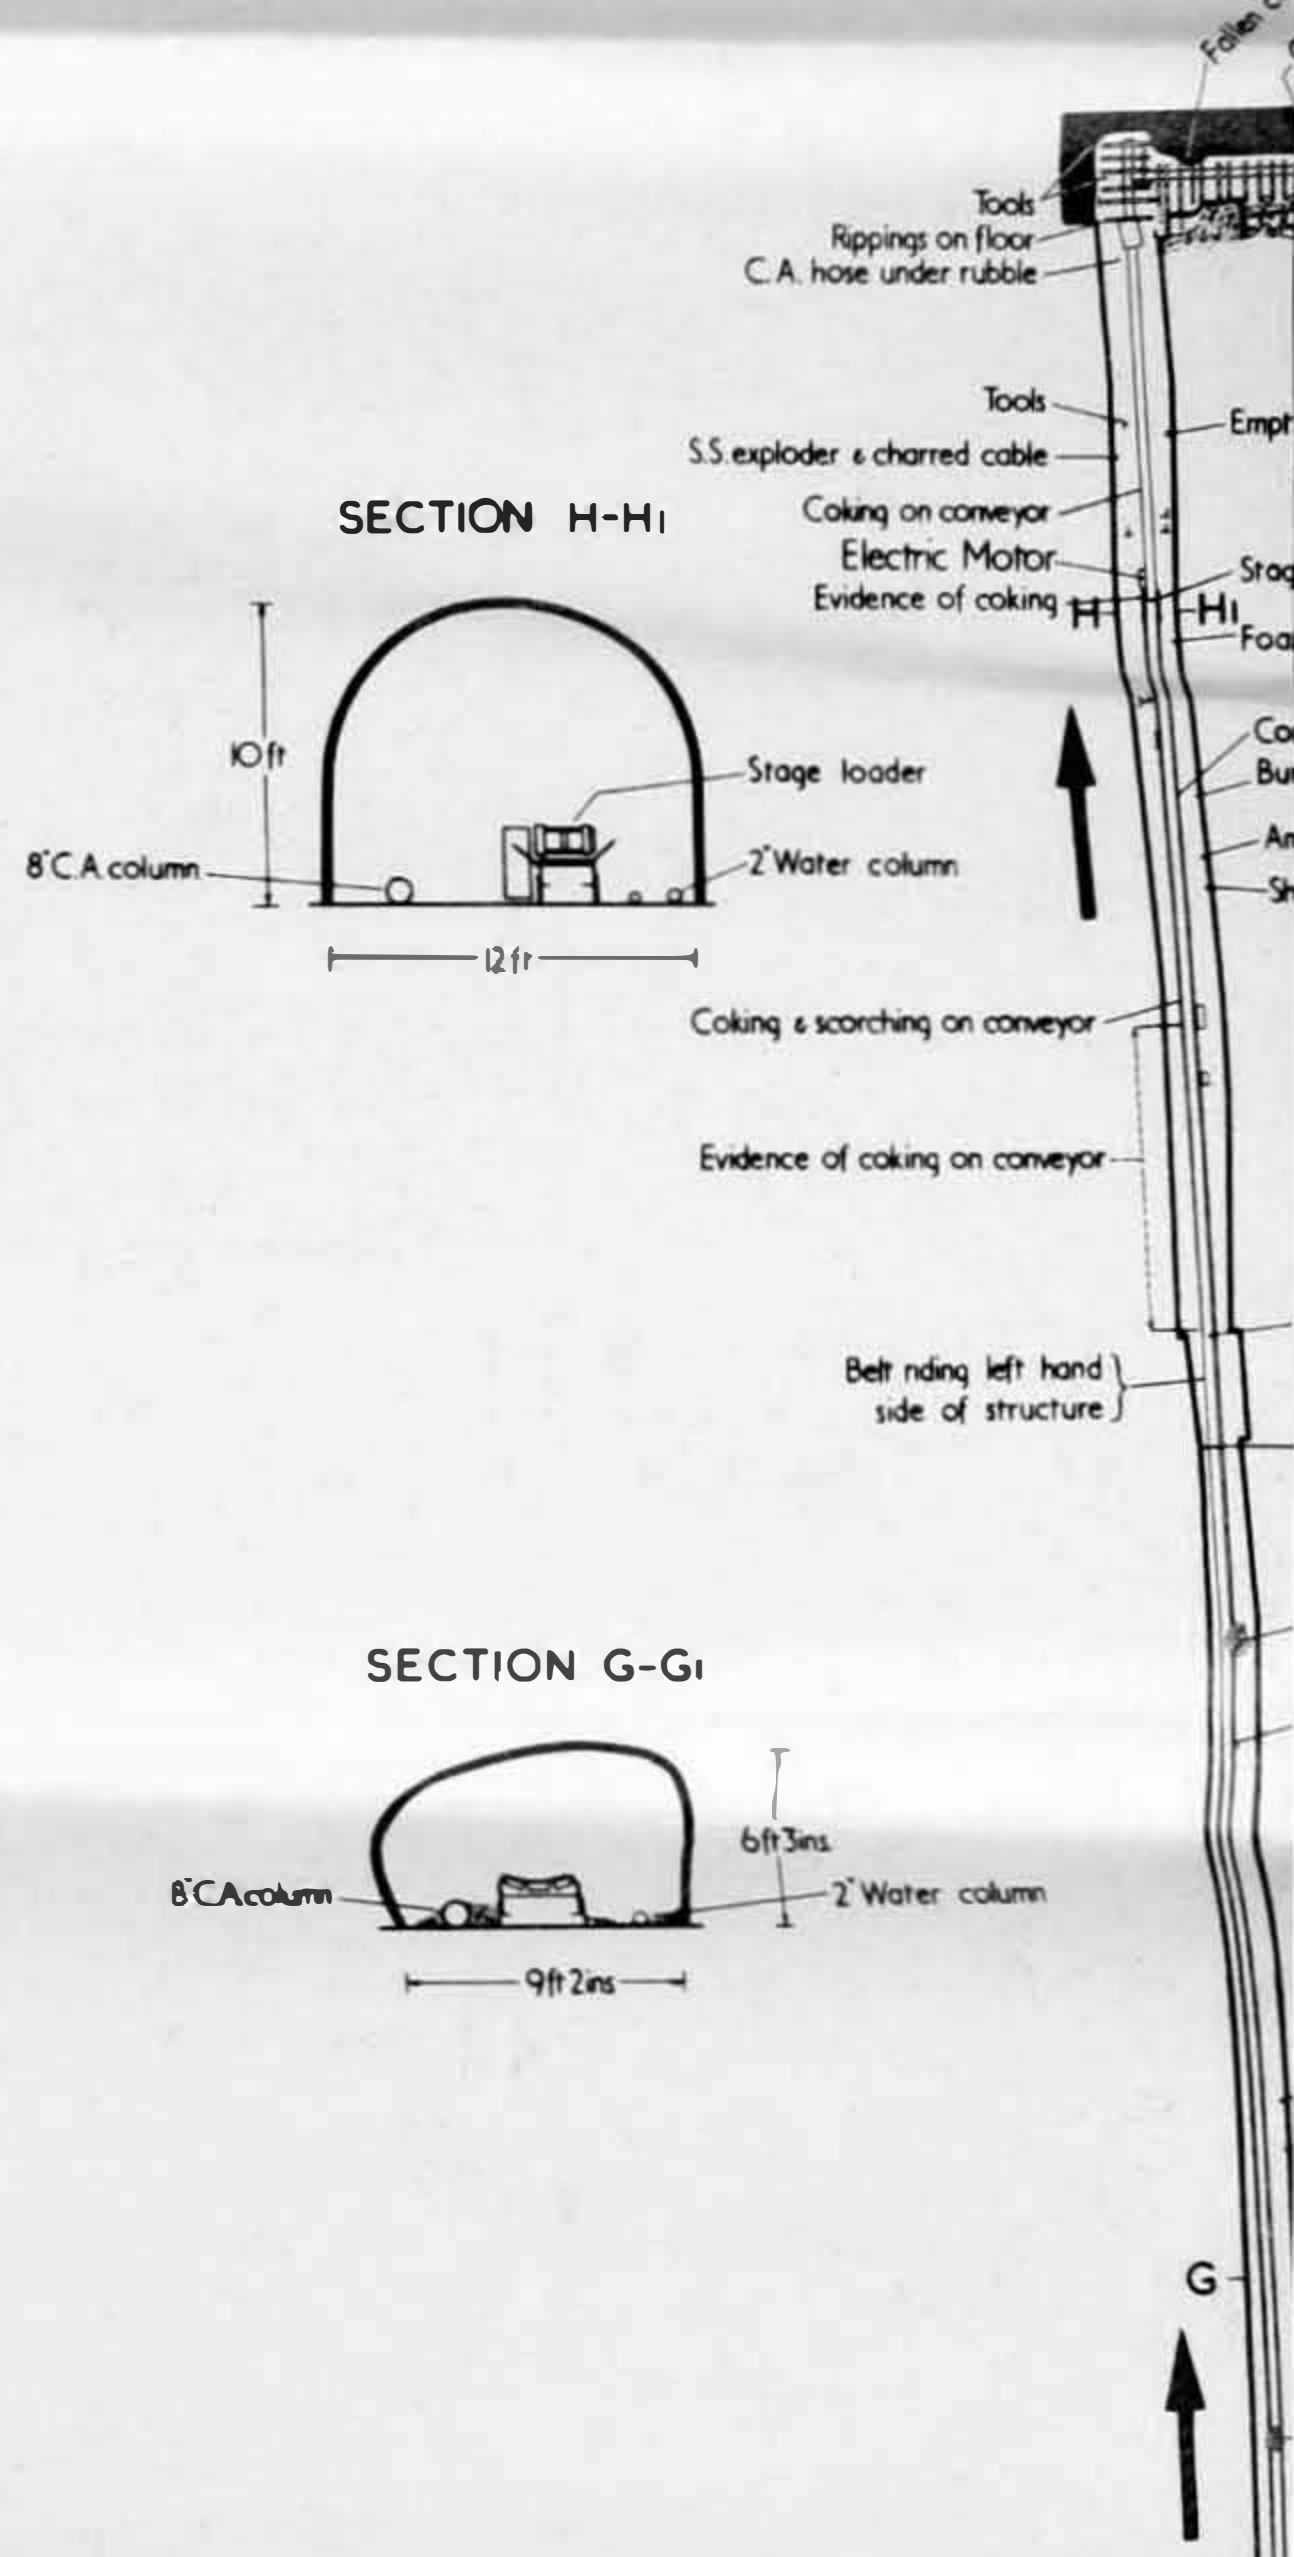 Fallen
Tools
Rippings on floor
C.A. hose under rubble
Tools
S.S. exploder & charred cable
Coking on conveyor
Electric Motor
Evidence of coking
H
H1
SECTION H-H1
10ft
Stage loader
8" C.A. column
2" Water column
12ft
Coking & scorching on conveyor
Evidence of coking on conveyor
Belt riding left hand
side of structure
SECTION G-G1
6ft 3ins
8" C A column
2" Water column
9ft 2ins
G